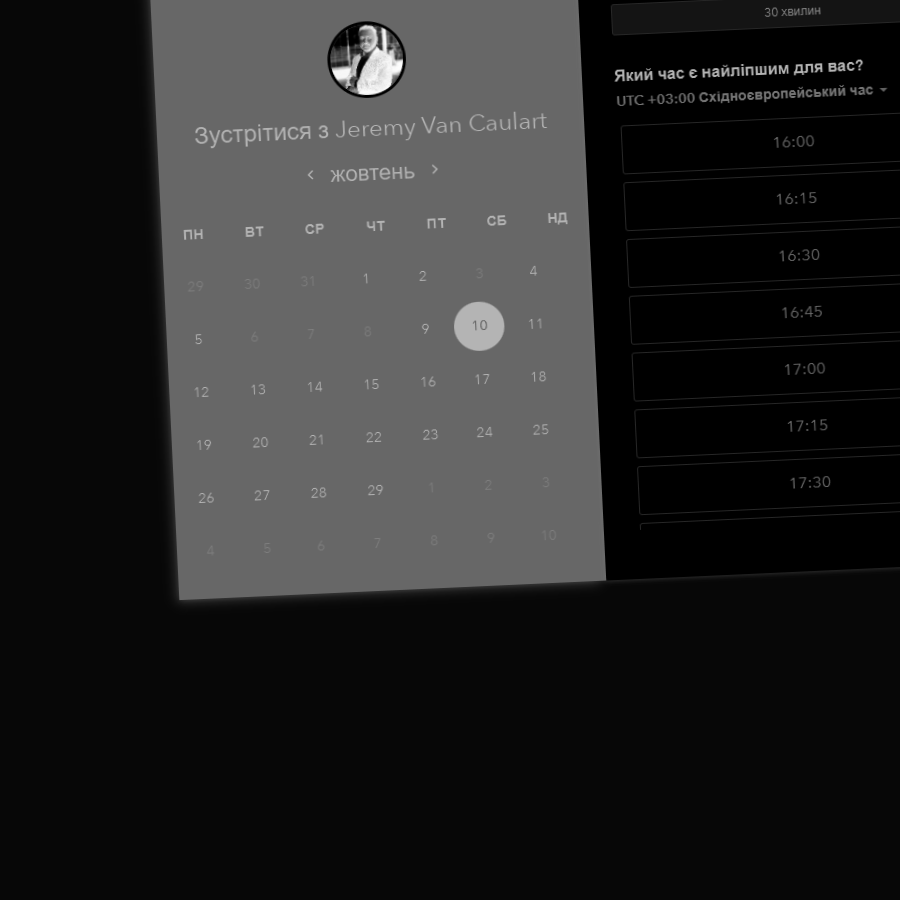 Зустрітися з Jeremy Van Caulart
‹ жовтень ›
ПН ВТ СР ЧТ ПТ СБ НД
29 30 31 1 2 3 4
5 6 7 8 9 10 11
12 13 14 15 16 17 18
19 20 21 22 23 24 25
26 27 28 29 1 2 3
4 5 6 7 8 9 10
30 хвилин
Який час є найліпшим для вас?
UTC +03:00 Східноєвропейський час
16:00
16:15
16:30
16:45
17:00
17:15
17:30